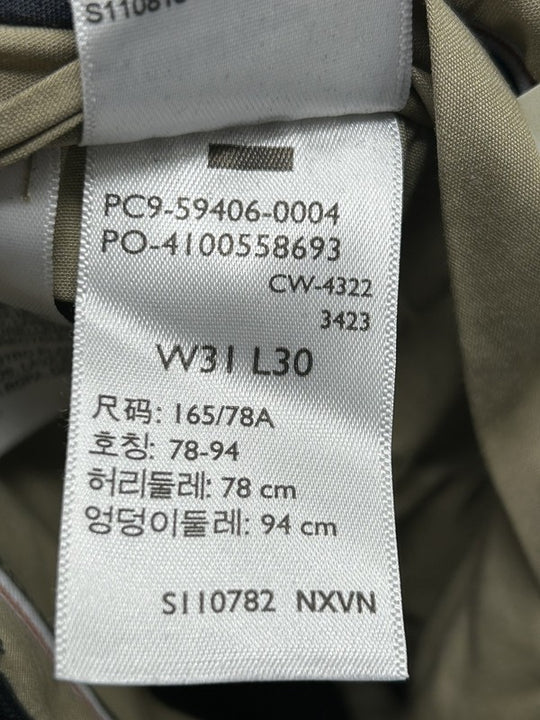 PC9-59406-0004
PO-4100558693
CW-4322
3423
W31 L30
尺码: 165/78A
호칭: 78-94
허리둘레: 78 cm
엉덩이둘레: 94 cm
S110782 NXVN